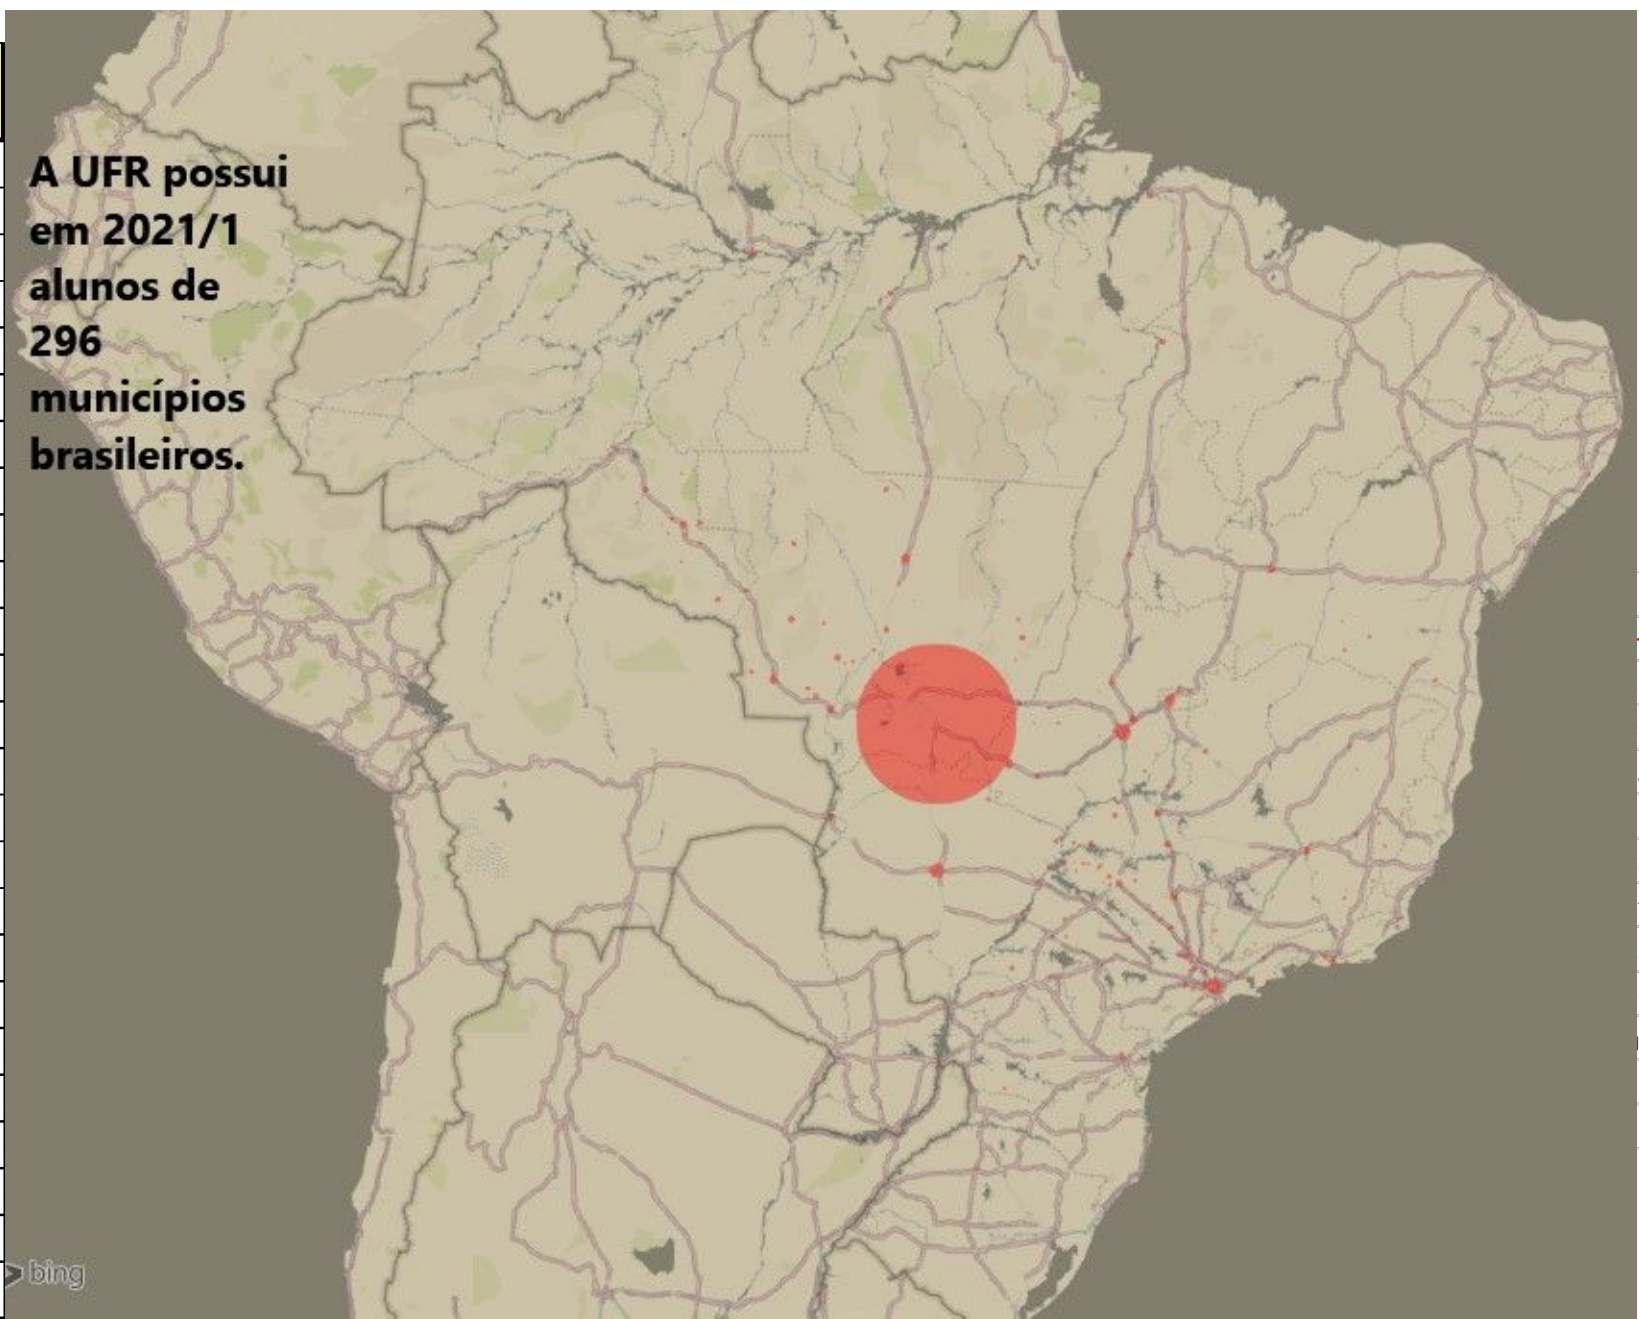 A UFR possui
em 2021/1
alunos de
296
municípios
brasileiros.
bing